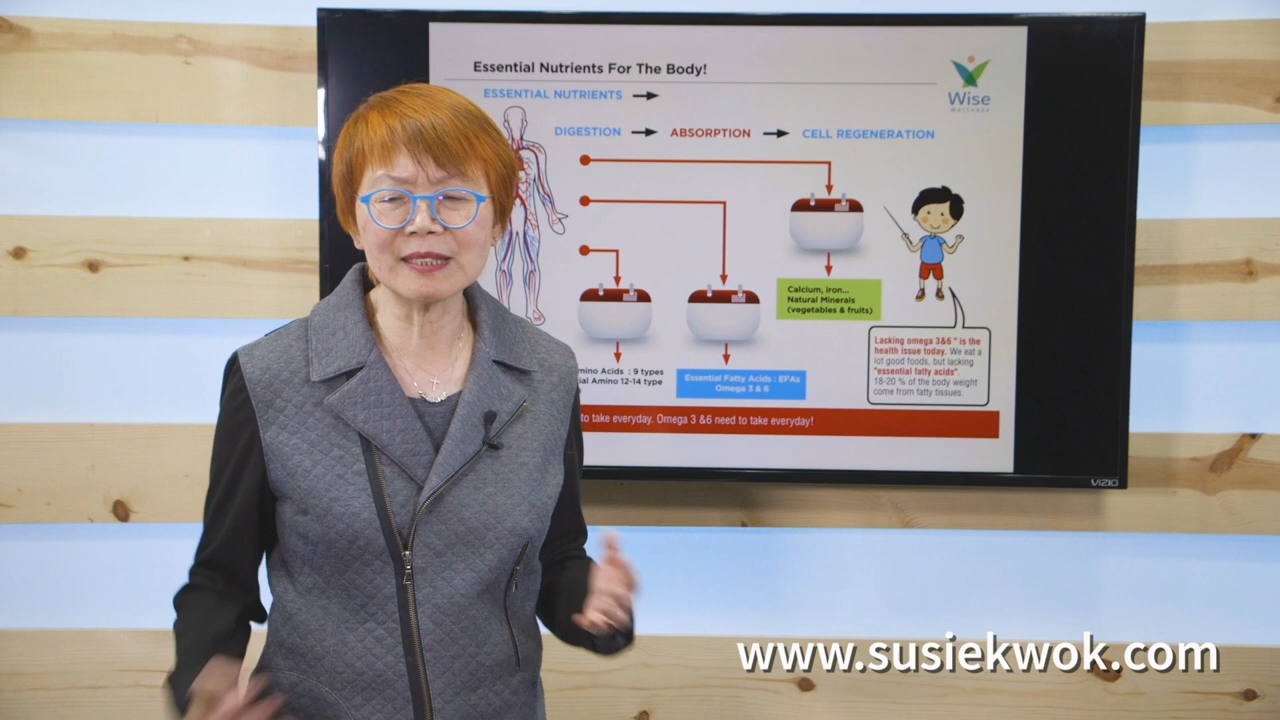 Essential Nutrients For The Body!
Wise
Wellness
ESSENTIAL NUTRIENTS
DIGESTION
ABSORPTION
CELL REGENERATION
Calcium, iron...
Natural Minerals
(vegetables & fruits)
Lacking omega 3&6 " is the
health issue today. We eat a
lot good foods, but lacking
"essential fatty acids".
18-20 % of the body weight
come from fatty tissues.
mino Acids : 9 types
ial Amino 12-14 type
Essential Fatty Acids : EFAs
Omega 3 & 6
to take everyday. Omega 3 &6 need to take everyday!
VIZIO
www.susiekwok.com